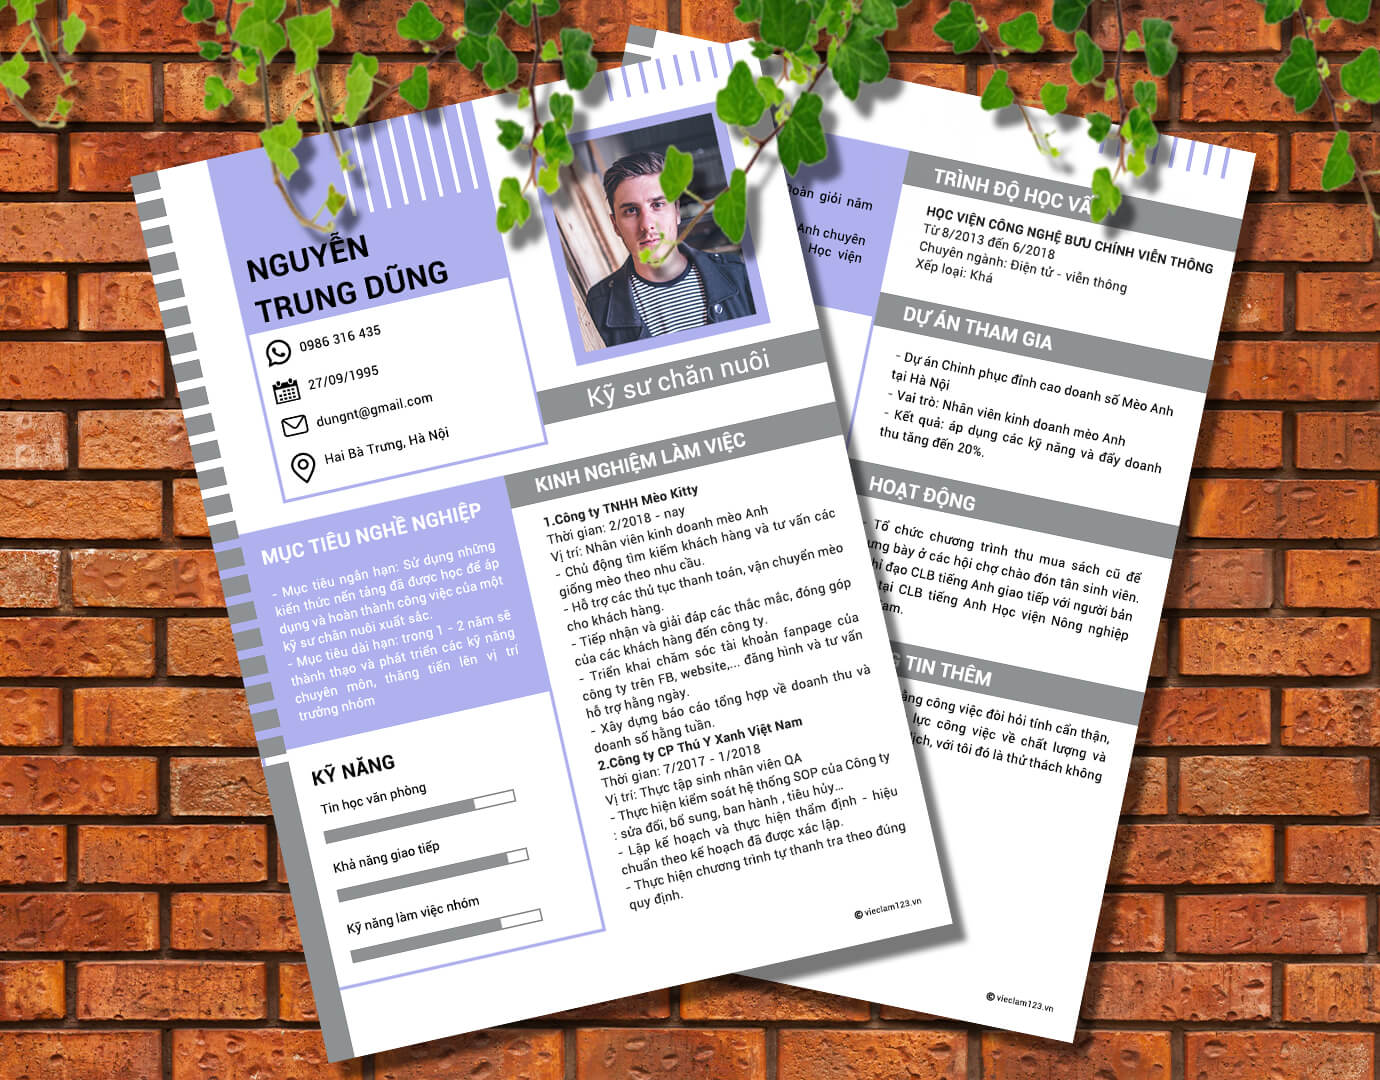 NGUYỄN
TRUNG DŨNG
0986 316 435
27/09/1995
dungnt@gmail.com
Hai Bà Trưng, Hà Nội
Kỹ sư chăn nuôi
MỤC TIÊU NGHỀ NGHIỆP
- Mục tiêu ngắn hạn: Sử dụng những
kiến thức nền tảng đã được học để áp
dụng và hoàn thành công việc của một
kỹ sư chăn nuôi xuất sắc.
- Mục tiêu dài hạn: trong 1 - 2 năm sẽ
thành thạo và phát triển các kỹ năng
chuyên môn, thăng tiến lên vị trí
trưởng nhóm
KỸ NĂNG
Tin học văn phòng
Khả năng giao tiếp
Kỹ năng làm việc nhóm
KINH NGHIỆM LÀM VIỆC
1.Công ty TNHH Mèo Kitty
Thời gian: 2/2018 - nay
Vị trí: Nhân viên kinh doanh mèo Anh
- Chủ động tìm kiếm khách hàng và tư vấn các
giống mèo theo nhu cầu.
- Hỗ trợ các thủ tục thanh toán, vận chuyển mèo
cho khách hàng.
- Tiếp nhận và giải đáp các thắc mắc, đóng góp
của các khách hàng đến công ty.
- Triển khai chăm sóc tài khoản fanpage của
công ty trên FB, website,... đăng hình và tư vấn
hỗ trợ hằng ngày.
- Xây dựng báo cáo tổng hợp về doanh thu và
doanh số hằng tuần.
2.Công ty CP Thú Y Xanh Việt Nam
Thời gian: 7/2017 - 1/2018
Vị trí: Thực tập sinh nhân viên QA
- Thực hiện kiểm soát hệ thống SOP của Công ty
: sửa đổi, bổ sung, ban hành , tiêu hủy...
- Lập kế hoạch và thực hiện thẩm định - hiệu
chuẩn theo kế hoạch đã được xác lập.
- Thực hiện chương trình tự thanh tra theo đúng
quy định.
© vieclam123.vn
giỏi năm
Anh chuyên
Học viện
TRÌNH ĐỘ HỌC
HỌC VIỆN CÔNG NGHỆ BƯU CHÍNH VIỄN THÔNG
Từ 8/2013 đến 6/2018
Chuyên ngành: Điện tử - viễn thông
Xếp loại: Khá
DỰ ÁN THAM GIA
- Dự án Chinh phục đỉnh cao doanh số Mèo Anh
tại Hà Nội
- Vai trò: Nhân viên kinh doanh mèo Anh
- Kết quả: áp dụng các kỹ năng và đẩy doanh
thu tăng đến 20%.
HOẠT ĐỘNG
- Tổ chức chương trình thu mua sách cũ để
bày ở các hội chợ chào đón tân sinh viên.
đạo CLB tiếng Anh giao tiếp với người bản
tại CLB tiếng Anh Học viện Nông nghiệp
TIN THÊM
công việc đòi hỏi tính cẩn thận,
lực công việc về chất lượng và
với tôi đó là thử thách không
© vieclam123.vn